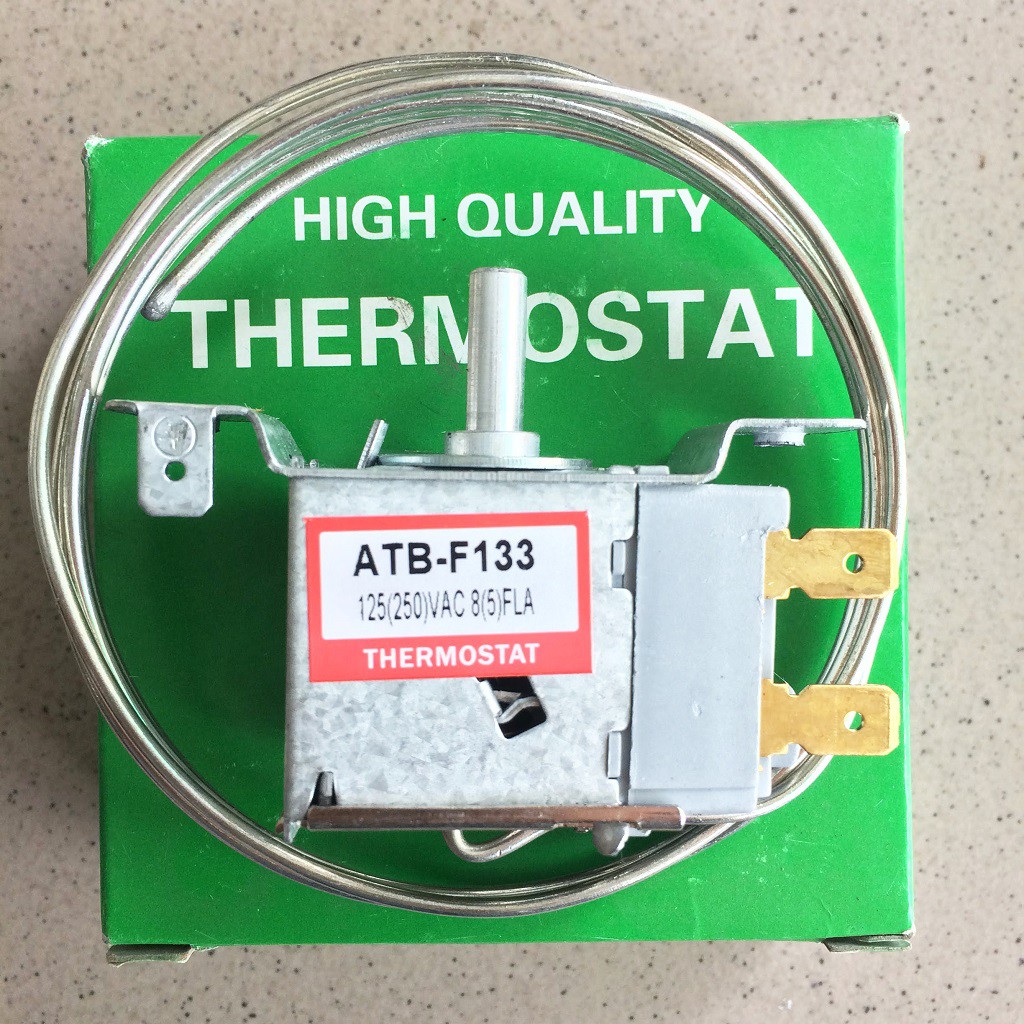 HIGH QUALITY
THERMOSTAT
ATB-F133
125(250)VAC 8(5)FLA
THERMOSTAT